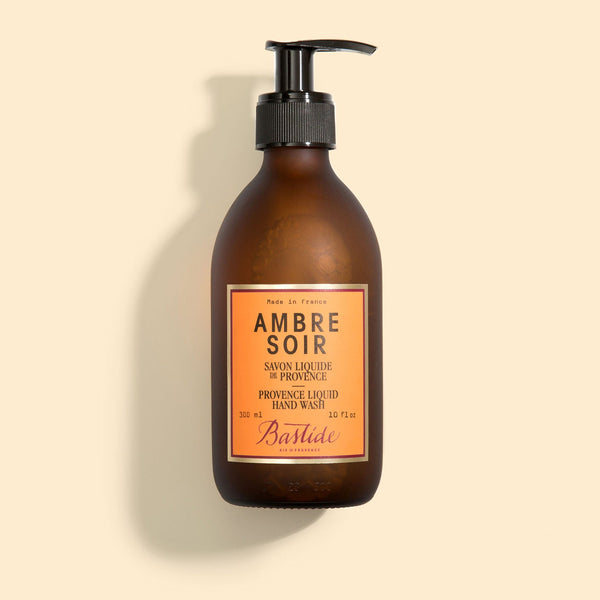 Made in France
AMBRE
SOIR
SAVON LIQUIDE
DE PROVENCE
PROVENCE LIQUID
HAND WASH
300 ml 10 fl oz
Bastide
AIX EN PROVENCE